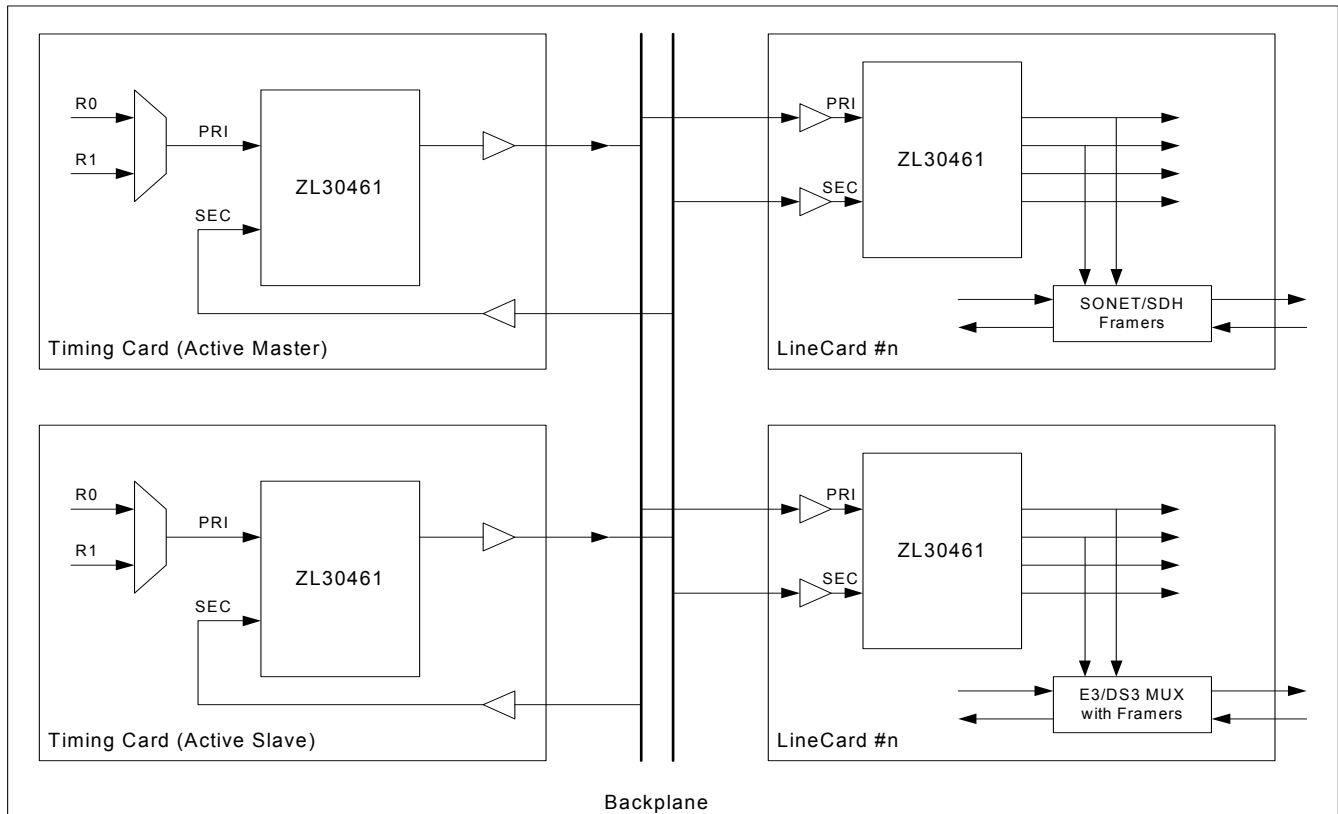 R0
R1
PRI
SEC
ZL30461
Timing Card (Active Master)
PRI
SEC
ZL30461
SONET/SDH
Framers
LineCard #n
R0
R1
PRI
SEC
ZL30461
Timing Card (Active Slave)
PRI
SEC
ZL30461
E3/DS3 MUX
with Framers
LineCard #n
Backplane